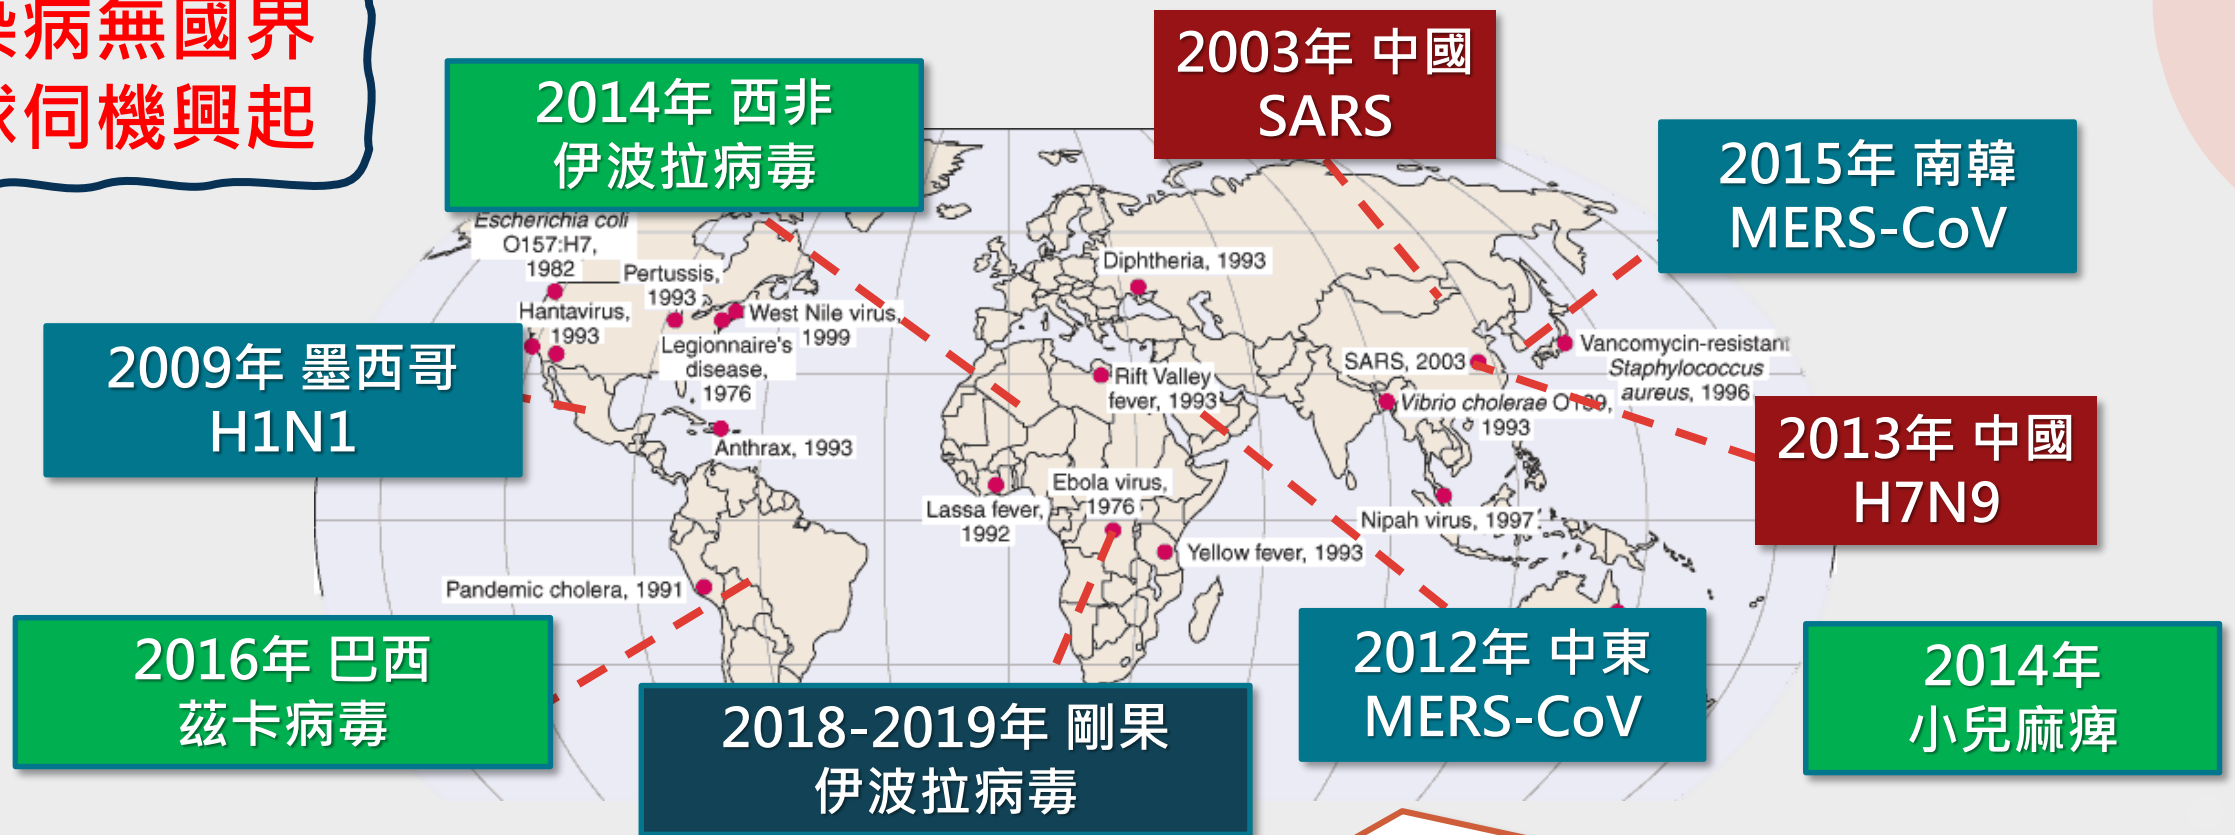 染病無國界
球伺機興起
2003年 中國
SARS
2014年 西非
伊波拉病毒
2015年 南韓
MERS-CoV
Escherichia coli
O157:H7,
1982
Pertussis,
1993
Diphtheria, 1993
Hantavirus,
1993
West Nile virus,
1999
Legionnaire's
disease,
1976
2009年 墨西哥
H1N1
Vancomycin-resistant
Staphylococcus
aureus, 1996
SARS, 2003
Rift Valley
fever, 1993
Vibrio cholerae O139,
1993
2013年 中國
H7N9
Anthrax, 1993
Ebola virus,
1976
Lassa fever,
1992
Nipah virus, 1997
Yellow fever, 1993
Pandemic cholera, 1991
2016年 巴西
茲卡病毒
2018-2019年 剛果
伊波拉病毒
2012年 中東
MERS-CoV
2014年
小兒麻痺